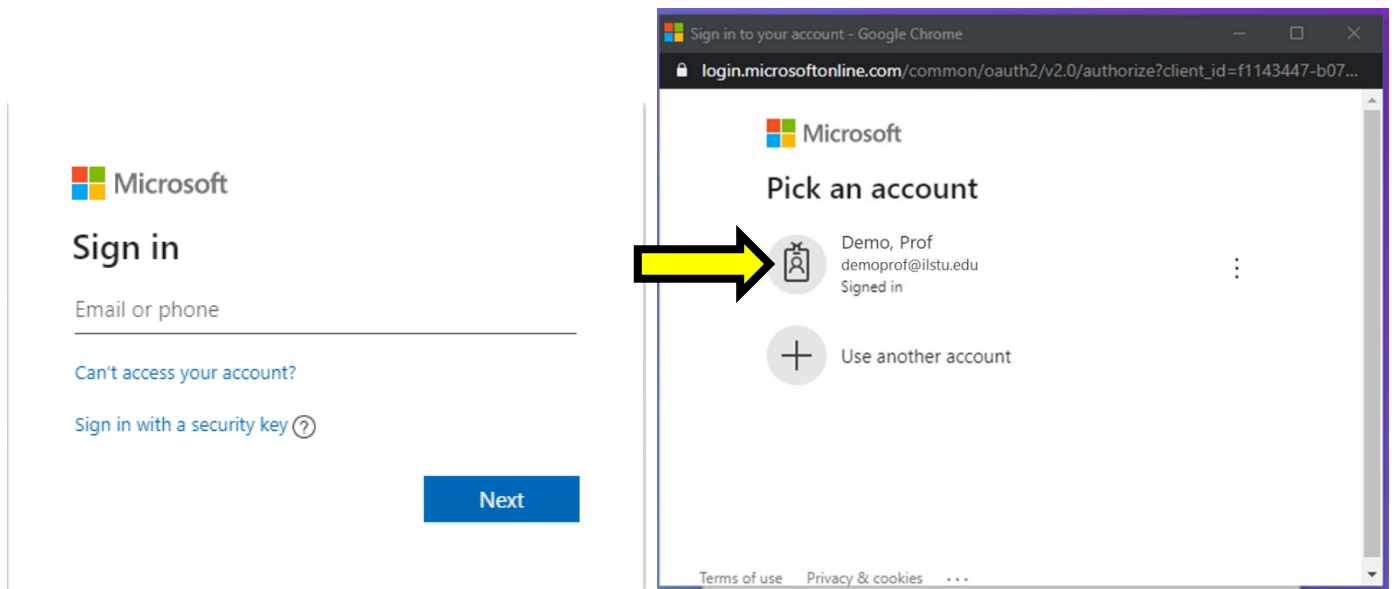 Microsoft
Sign in
Email or phone
Can't access your account?
Sign in with a security key ?
Next
Sign in to your account - Google Chrome
login.microsoftonline.com/common/oauth2/v2.0/authorize?client_id=f1143447-b07...
Microsoft
Pick an account
Demo, Prof
demoprof@ilstu.edu
Signed in
Use another account
Terms of use Privacy & cookies ...